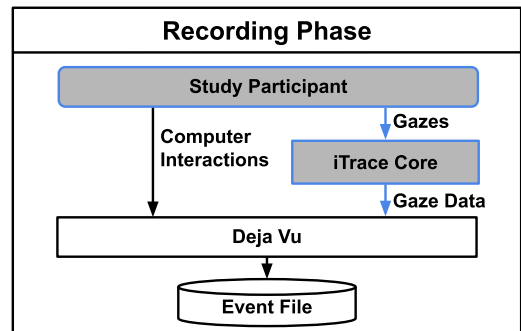 Recording Phase
Study Participant
Computer
Interactions
Gazes
iTrace Core
Gaze Data
Deja Vu
Event File